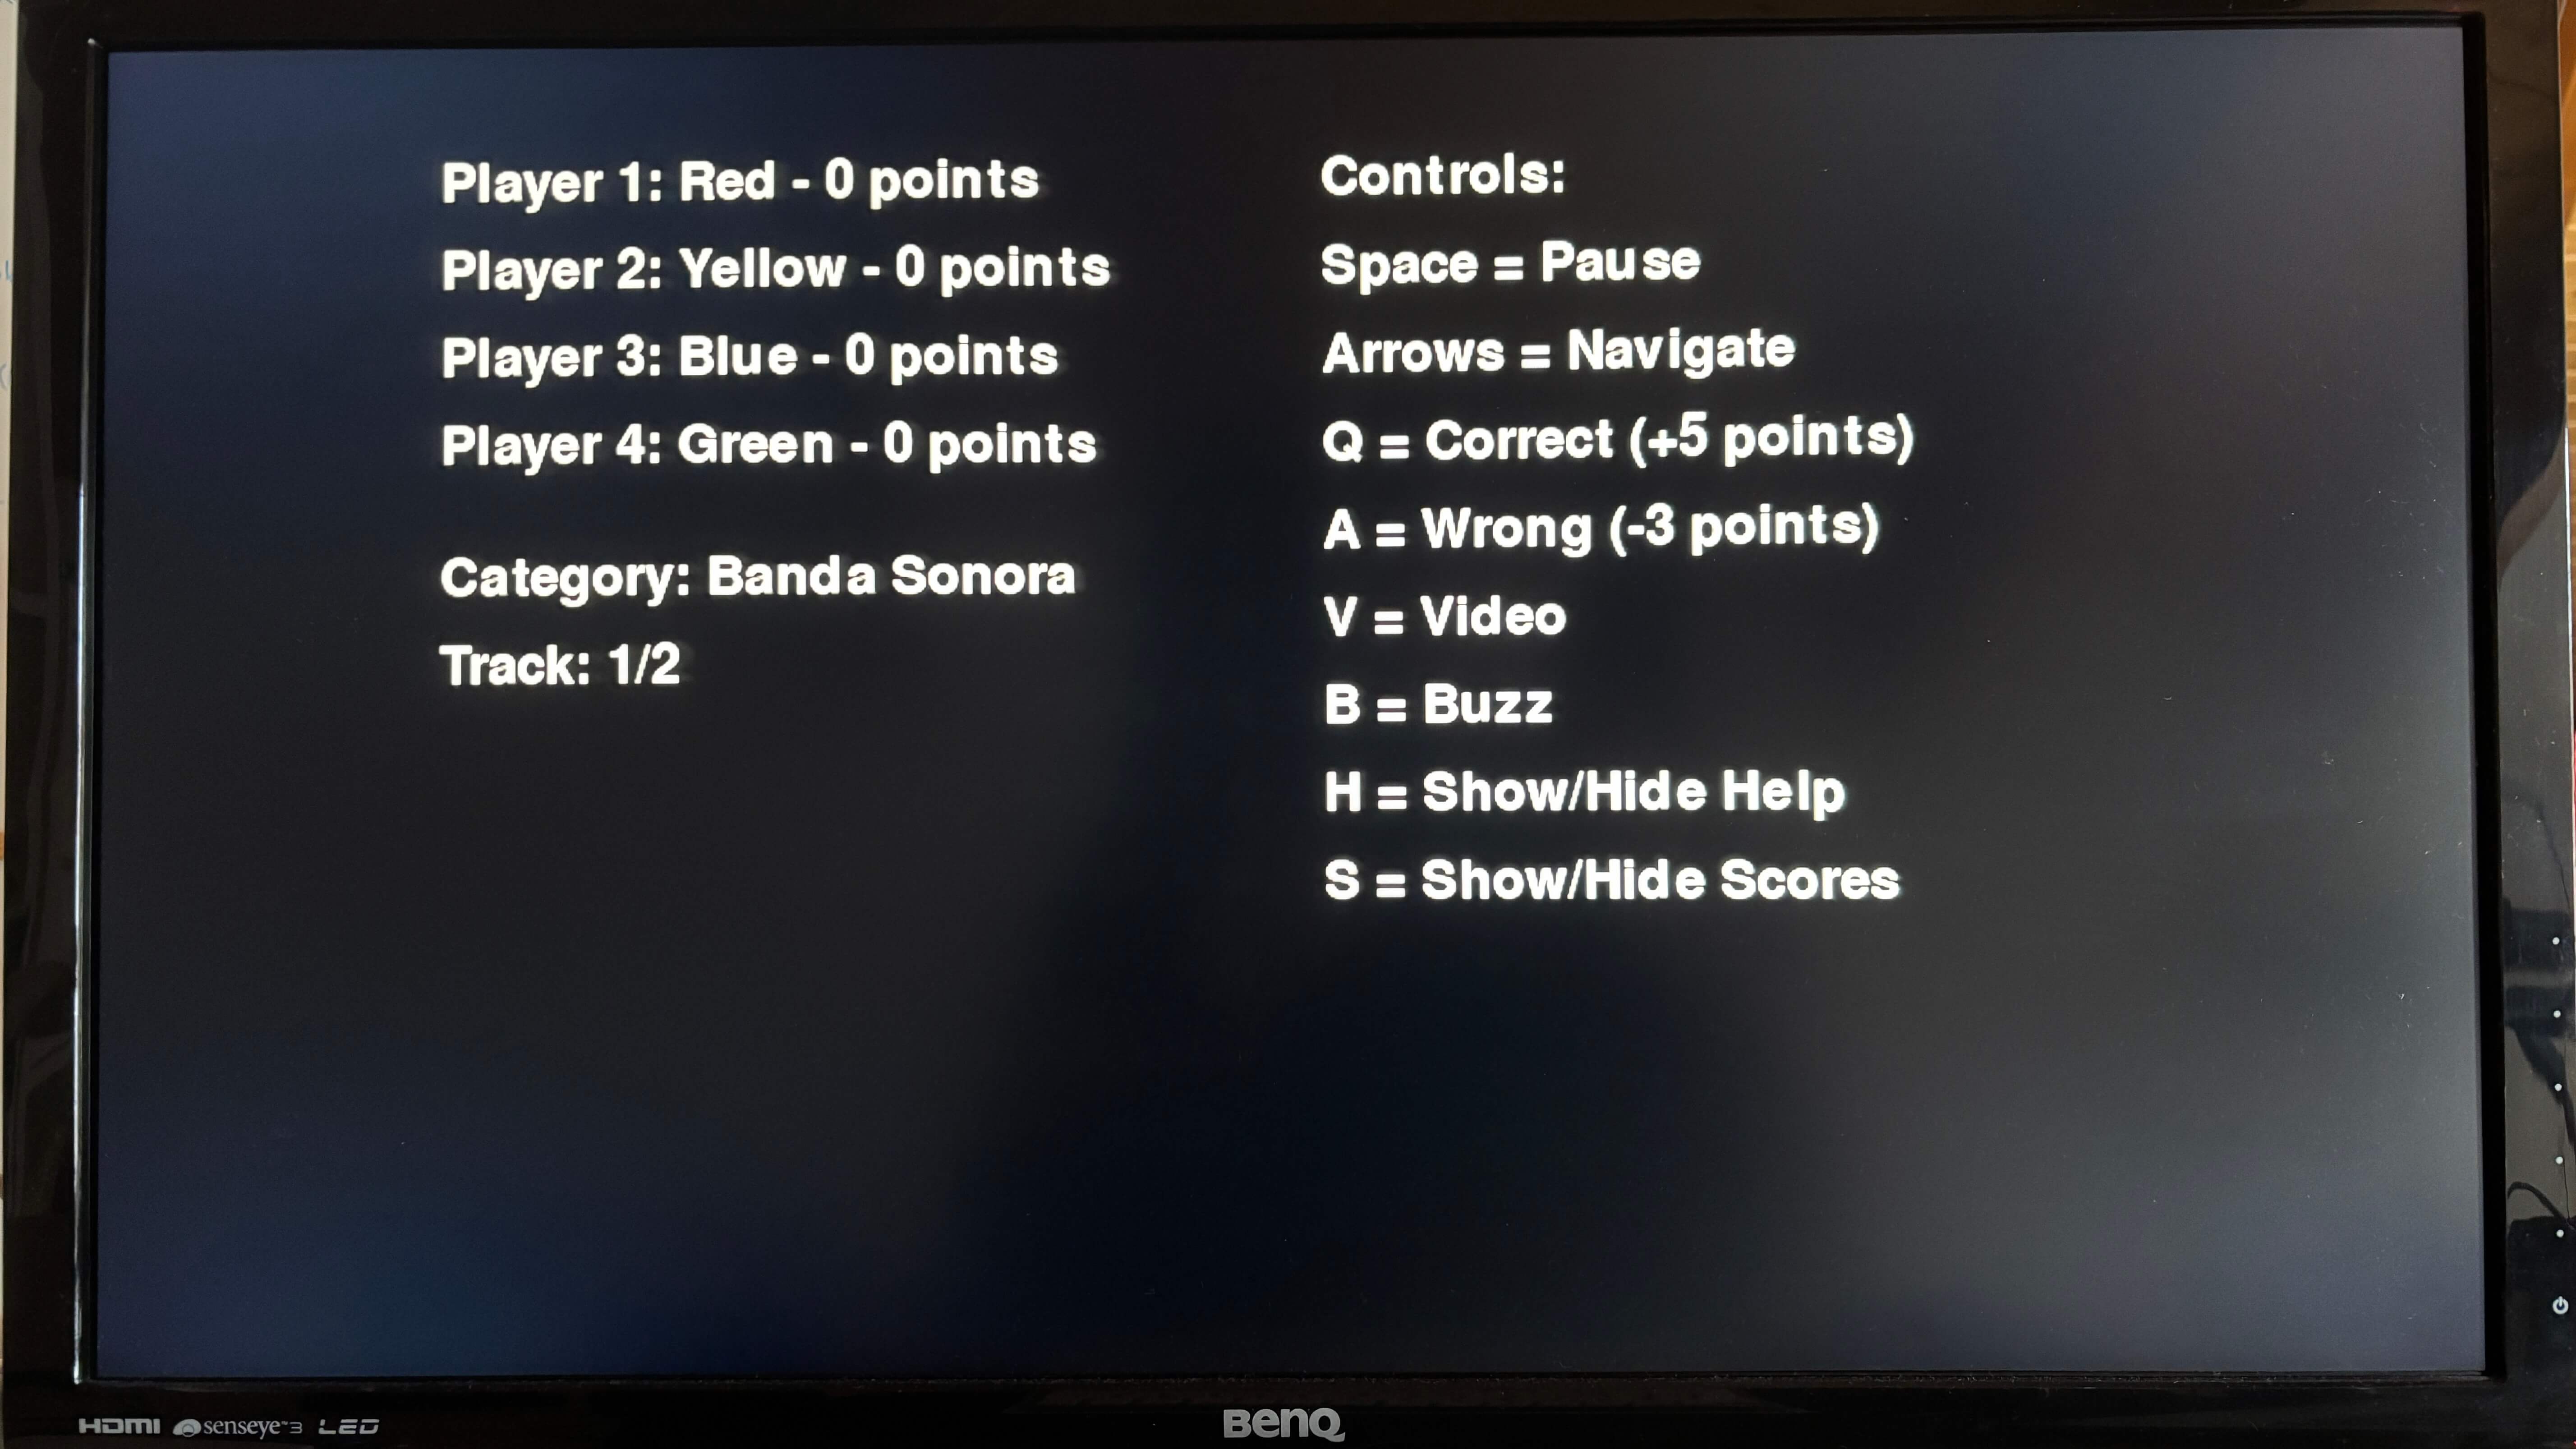 Player 1: Red - 0 points
Player 2: Yellow - 0 points
Player 3: Blue - 0 points
Player 4: Green - 0 points
Category: Banda Sonora
Track: 1/2
Controls:
Space = Pause
Arrows = Navigate
Q = Correct (+5 points)
A = Wrong (-3 points)
V = Video
B = Buzz
H = Show/Hide Help
S = Show/Hide Scores
HDMI senseye™3 LED
BenQ